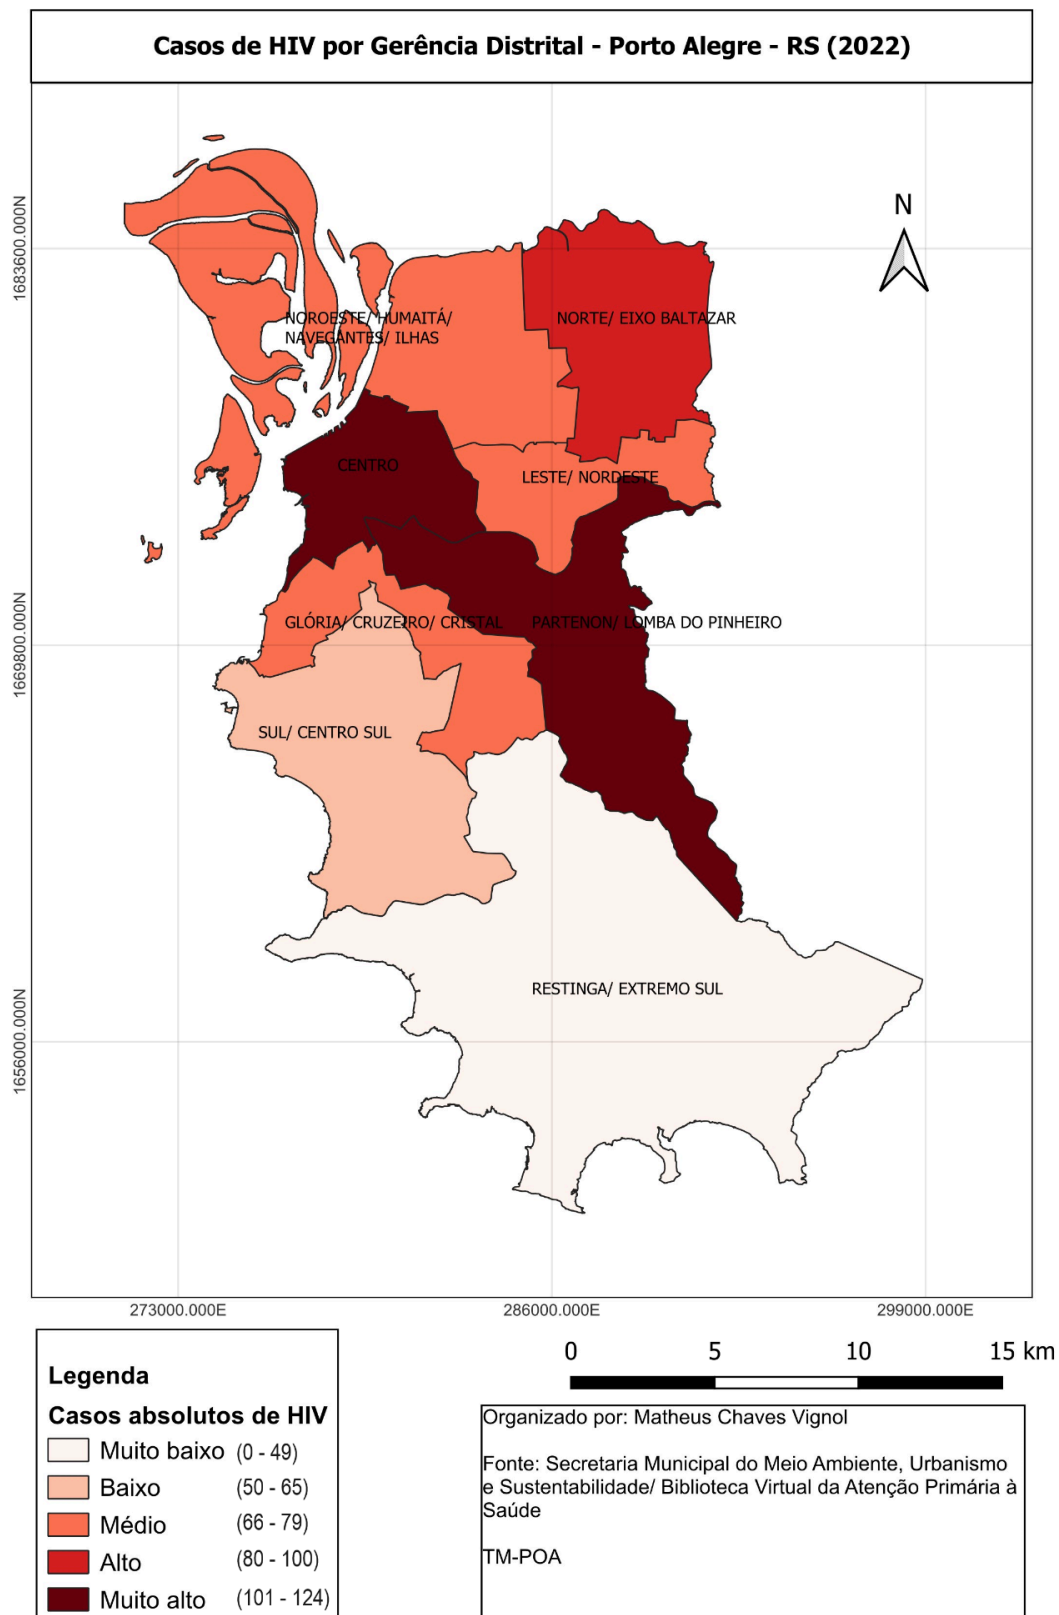 Casos de HIV por Gerência Distrital - Porto Alegre - RS (2022)
N
1683600.000N
NOROESTE/ HUMAITÁ/
NAVEGANTES/ ILHAS
NORTE/ EIXO BALTAZAR
CENTRO
LESTE/ NORDESTE
1669800.000N
GLÓRIA/ CRUZEIRO/ CRISTAL
PARTENON/ LOMBA DO PINHEIRO
SUL/ CENTRO SUL
RESTINGA/ EXTREMO SUL
1656000.000N
273000.000E
286000.000E
299000.000E
0 5 10 15 km
Legenda
Casos absolutos de HIV
Muito baixo (0 - 49)
Baixo (50 - 65)
Médio (66 - 79)
Alto (80 - 100)
Muito alto (101 - 124)
Organizado por: Matheus Chaves Vignol
Fonte: Secretaria Municipal do Meio Ambiente, Urbanismo
e Sustentabilidade/ Biblioteca Virtual da Atenção Primária à
Saúde
TM-POA